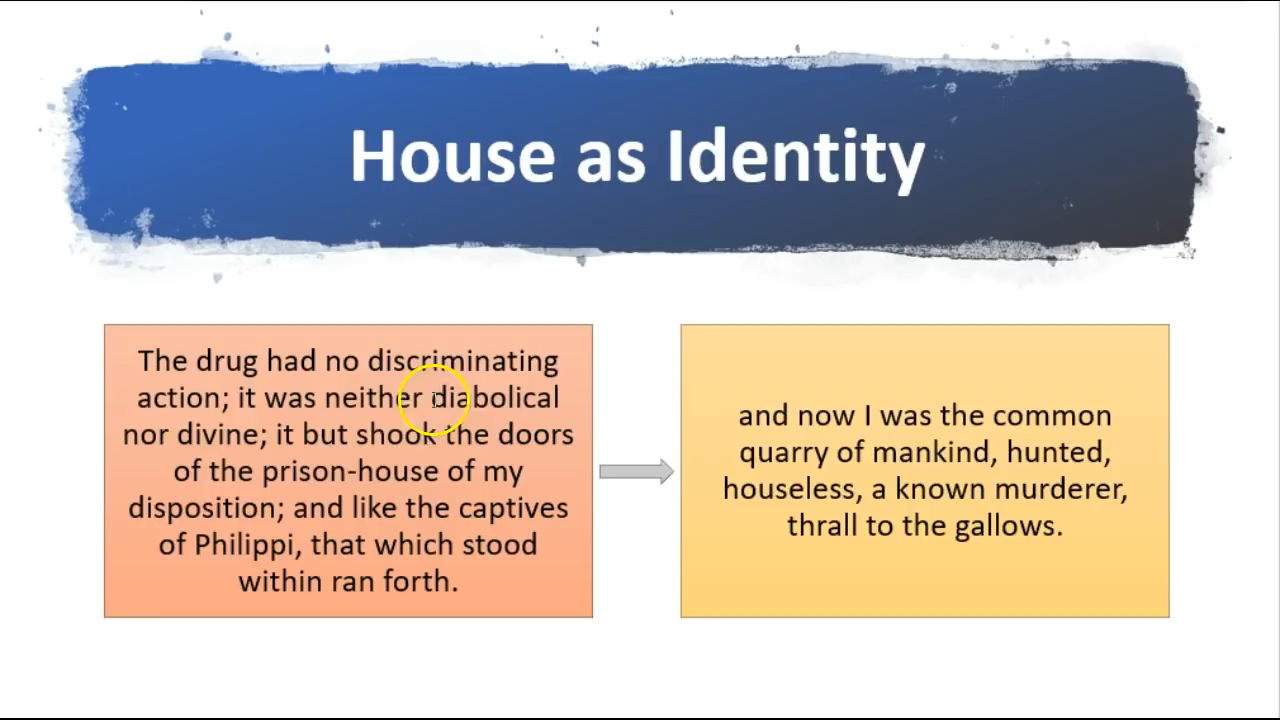 House as Identity
The drug had no discriminating
action; it was neither diabolical
nor divine; it but shook the doors
of the prison-house of my
disposition; and like the captives
of Philippi, that which stood
within ran forth.
and now I was the common
quarry of mankind, hunted,
houseless, a known murderer,
thrall to the gallows.